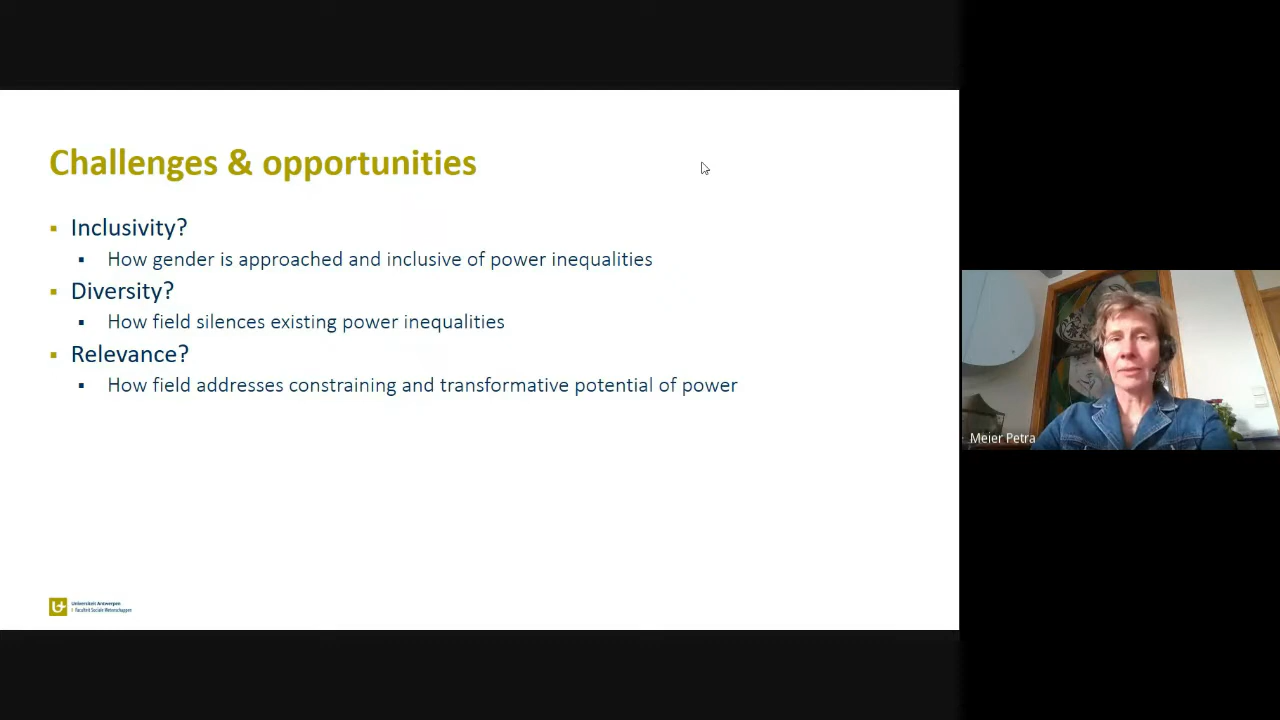 Challenges & opportunities
Inclusivity?
How gender is approached and inclusive of power inequalities
Diversity?
How field silences existing power inequalities
Relevance?
How field addresses constraining and transformative potential of power
Universiteit Antwerpen
I Faculteit Sociale Wetenschappen
Meier Petra